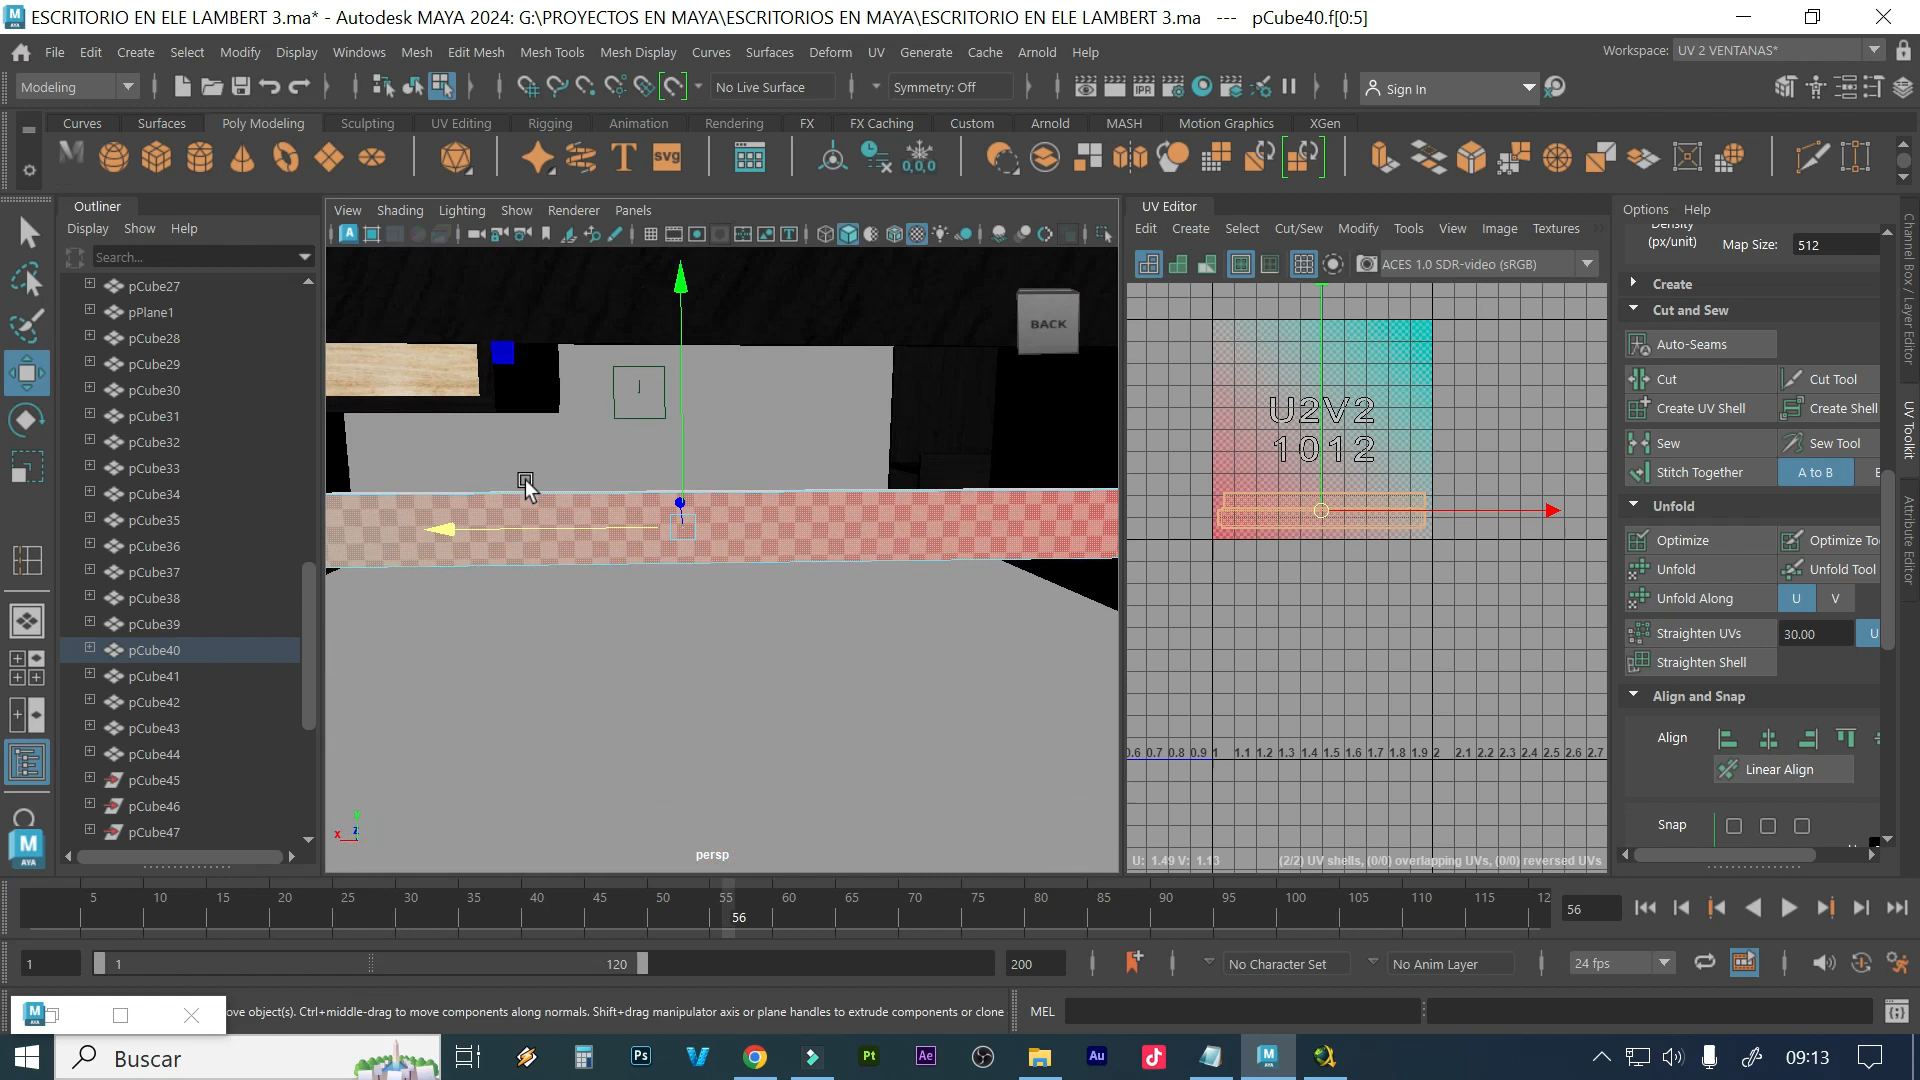 ESCRITORIO EN ELE LAMBERT 3.ma* - Autodesk MAYA 2024: G:\PROYECTOS EN MAYA\ESCRITORIOS EN MAYA\ESCRITORIO EN ELE LAMBERT 3.ma --- pCube40.f[0:5]
File Edit Create Select Modify Display Windows Mesh Edit Mesh Mesh Tools Mesh Display Curves Surfaces Deform UV Generate Cache Arnold Help
Workspace: UV 2 VENTANAS*
Modeling
No Live Surface
Symmetry: Off
Sign In
Curves Surfaces Poly Modeling Sculpting UV Editing Rigging Animation Rendering FX FX Caching Custom Arnold MASH Motion Graphics XGen
Outliner
Display Show Help
Search...
pCube27
pPlane1
pCube28
pCube29
pCube30
pCube31
pCube32
pCube33
pCube34
pCube35
pCube36
pCube37
pCube38
pCube39
pCube40
pCube41
pCube42
pCube43
pCube44
pCube45
pCube46
pCube47
View Shading Lighting Show Renderer Panels
BACK
persp
UV Editor
Edit Create Select Cut/Sew Modify Tools View Image Textures
ACES 1.0 SDR-video (sRGB)
U2V2
1012
0.6 0.7 0.8 0.9 1 1.1 1.2 1.3 1.4 1.5 1.6 1.7 1.8 1.9 2 2.1 2.2 2.3 2.4 2.5 2.6 2.7
U: 1.49 V: 1.13 (2/2) UV shells, (0/0) overlapping UVs, (0/0) reversed UVs
Options Help
Density
(px/unit)
Map Size: 512
Create
Cut and Sew
Auto-Seams
Cut Cut Tool
Create UV Shell Create Shell
Sew Sew Tool
Stitch Together A to B
Unfold
Optimize Optimize To
Unfold Unfold Tool
Unfold Along U V
Straighten UVs 30.00 U
Straighten Shell
Align and Snap
Align
Linear Align
Snap
Channel Box / Layer Editor
UV Toolkit
Attribute Editor
5 10 15 20 25 30 35 40 45 50 55 60 65 70 75 80 85 90 95 100 105 110 115 12
56
56
1 1 120 200
No Character Set
No Anim Layer
24 fps
ove object(s). Ctrl+middle-drag to move components along normals. Shift+drag manipulator axis or plane handles to extrude components or clone
MEL
Buscar
09:13